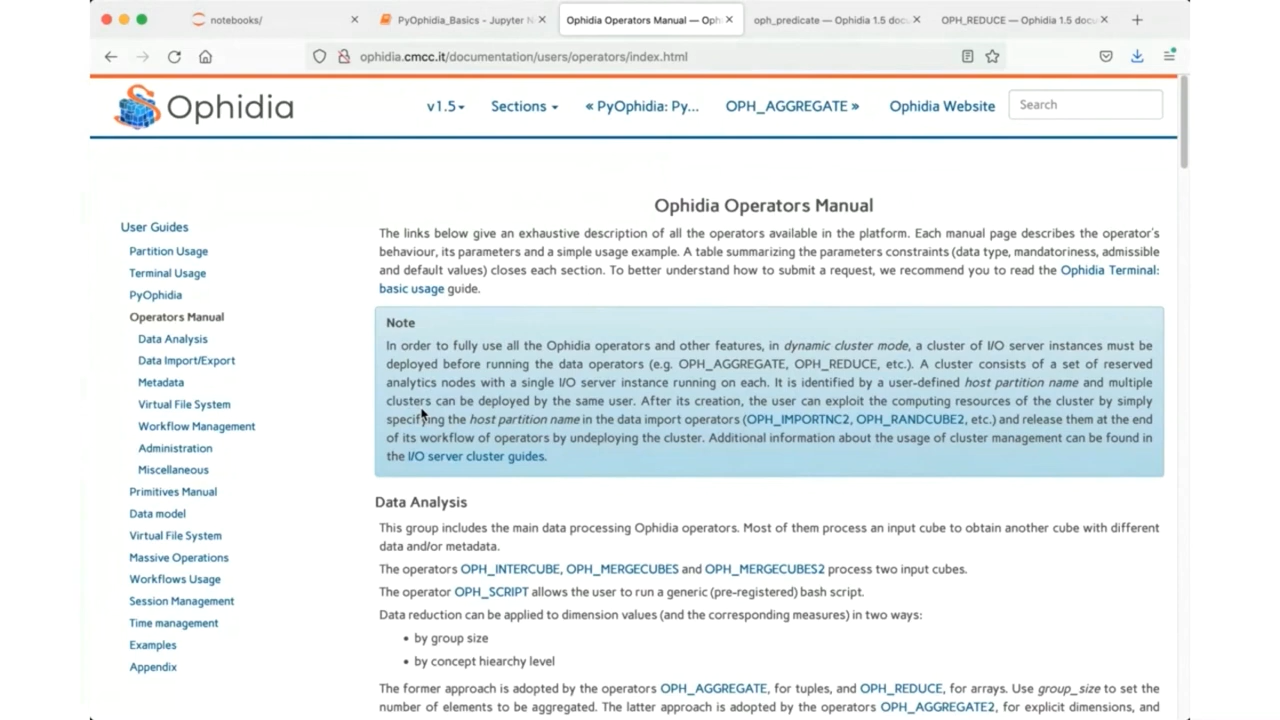 notebooks/
PyOphidia_Basics - Jupyter N
Ophidia Operators Manual — Oph
oph_predicate — Ophidia 1.5 doc
OPH_REDUCE — Ophidia 1.5 doc
ophidia.cmcc.it/documentation/users/operators/index.html
Ophidia
v1.5
Sections
« PyOphidia: Py...
OPH_AGGREGATE »
Ophidia Website
Search
User Guides
Partition Usage
Terminal Usage
PyOphidia
Operators Manual
Data Analysis
Data Import/Export
Metadata
Virtual File System
Workflow Management
Administration
Miscellaneous
Primitives Manual
Data model
Virtual File System
Massive Operations
Workflows Usage
Session Management
Time management
Examples
Appendix
Ophidia Operators Manual
The links below give an exhaustive description of all the operators available in the platform. Each manual page describes the operator's
behaviour, its parameters and a simple usage example. A table summarizing the parameters constraints (data type, mandatoriness, admissible
and default values) closes each section. To better understand how to submit a request, we recommend you to read the Ophidia Terminal:
basic usage guide.
Note
In order to fully use all the Ophidia operators and other features, in dynamic cluster mode, a cluster of I/O server instances must be
deployed before running the data operators (e.g. OPH_AGGREGATE, OPH_REDUCE, etc.). A cluster consists of a set of reserved
analytics nodes with a single I/O server instance running on each. It is identified by a user-defined host partition name and multiple
clusters can be deployed by the same user. After its creation, the user can exploit the computing resources of the cluster by simply
specifying the host partition name in the data import operators (OPH_IMPORTNC2, OPH_RANDCUBE2, etc.) and release them at the end
of its workflow of operators by undeploying the cluster. Additional information about the usage of cluster management can be found in
the I/O server cluster guides.
Data Analysis
This group includes the main data processing Ophidia operators. Most of them process an input cube to obtain another cube with different
data and/or metadata.
The operators OPH_INTERCUBE, OPH_MERGECUBES and OPH_MERGECUBES2 process two input cubes.
The operator OPH_SCRIPT allows the user to run a generic (pre-registered) bash script.
Data reduction can be applied to dimension values (and the corresponding measures) in two ways:
• by group size
• by concept hiearchy level
The former approach is adopted by the operators OPH_AGGREGATE, for tuples, and OPH_REDUCE, for arrays. Use group_size to set the
number of elements to be aggregated. The latter approach is adopted by the operators OPH_AGGREGATE2, for explicit dimensions, and